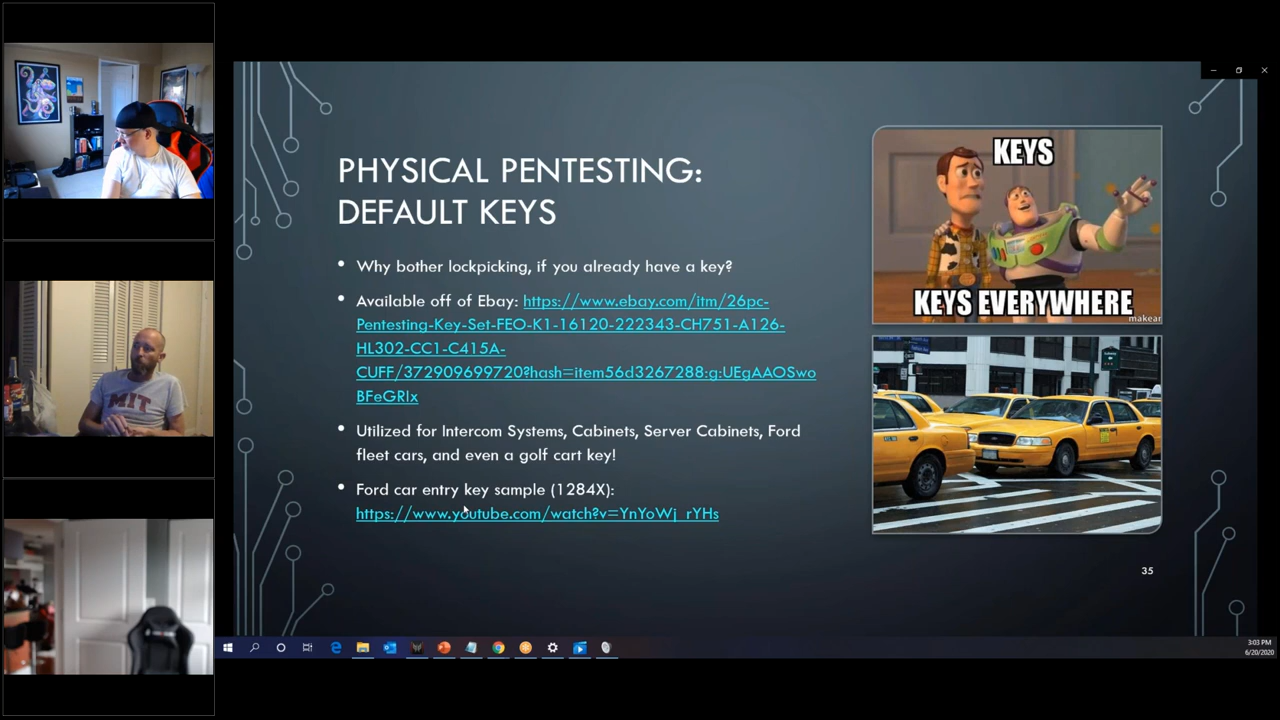 PHYSICAL PENTESTING:
DEFAULT KEYS
• Why bother lockpicking, if you already have a key?
• Available off of Ebay: https://www.ebay.com/itm/26pc-
Pentesting-Key-Set-FEO-K1-16120-222343-CH751-A126-
HL302-CC1-C415A-
CUFF/372909699720?hash=item56d3267288:g:UEgAAOSwo
BFeGRIx
• Utilized for Intercom Systems, Cabinets, Server Cabinets, Ford
fleet cars, and even a golf cart key!
• Ford car entry key sample (1284X):
https://www.youtube.com/watch?v=YnYoWj_rYHs
KEYS
KEYS EVERYWHERE
makear
35
MIT
3:03 PM
6/20/2020